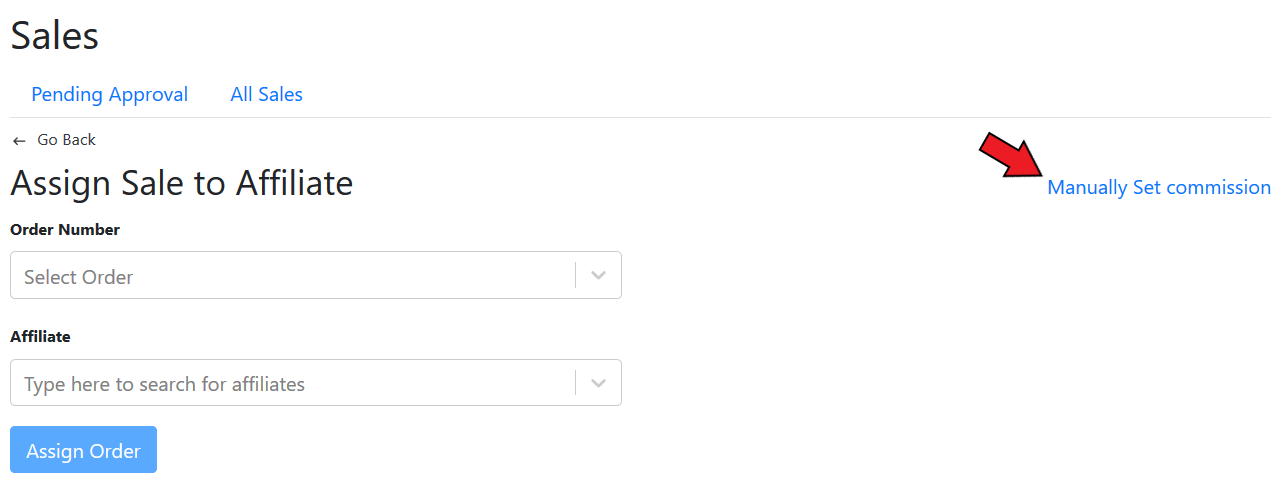 Sales
Pending Approval All Sales
← Go Back
Assign Sale to Affiliate
Manually Set commission
Order Number
Select Order
Affiliate
Type here to search for affiliates
Assign Order